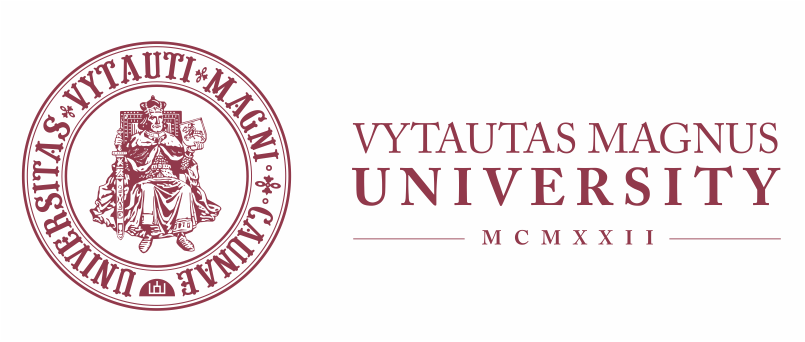 UNIVERSITAS VYTAUTI MAGNI CAUNAE
VYTAUTAS MAGNUS
UNIVERSITY
MCMXXII